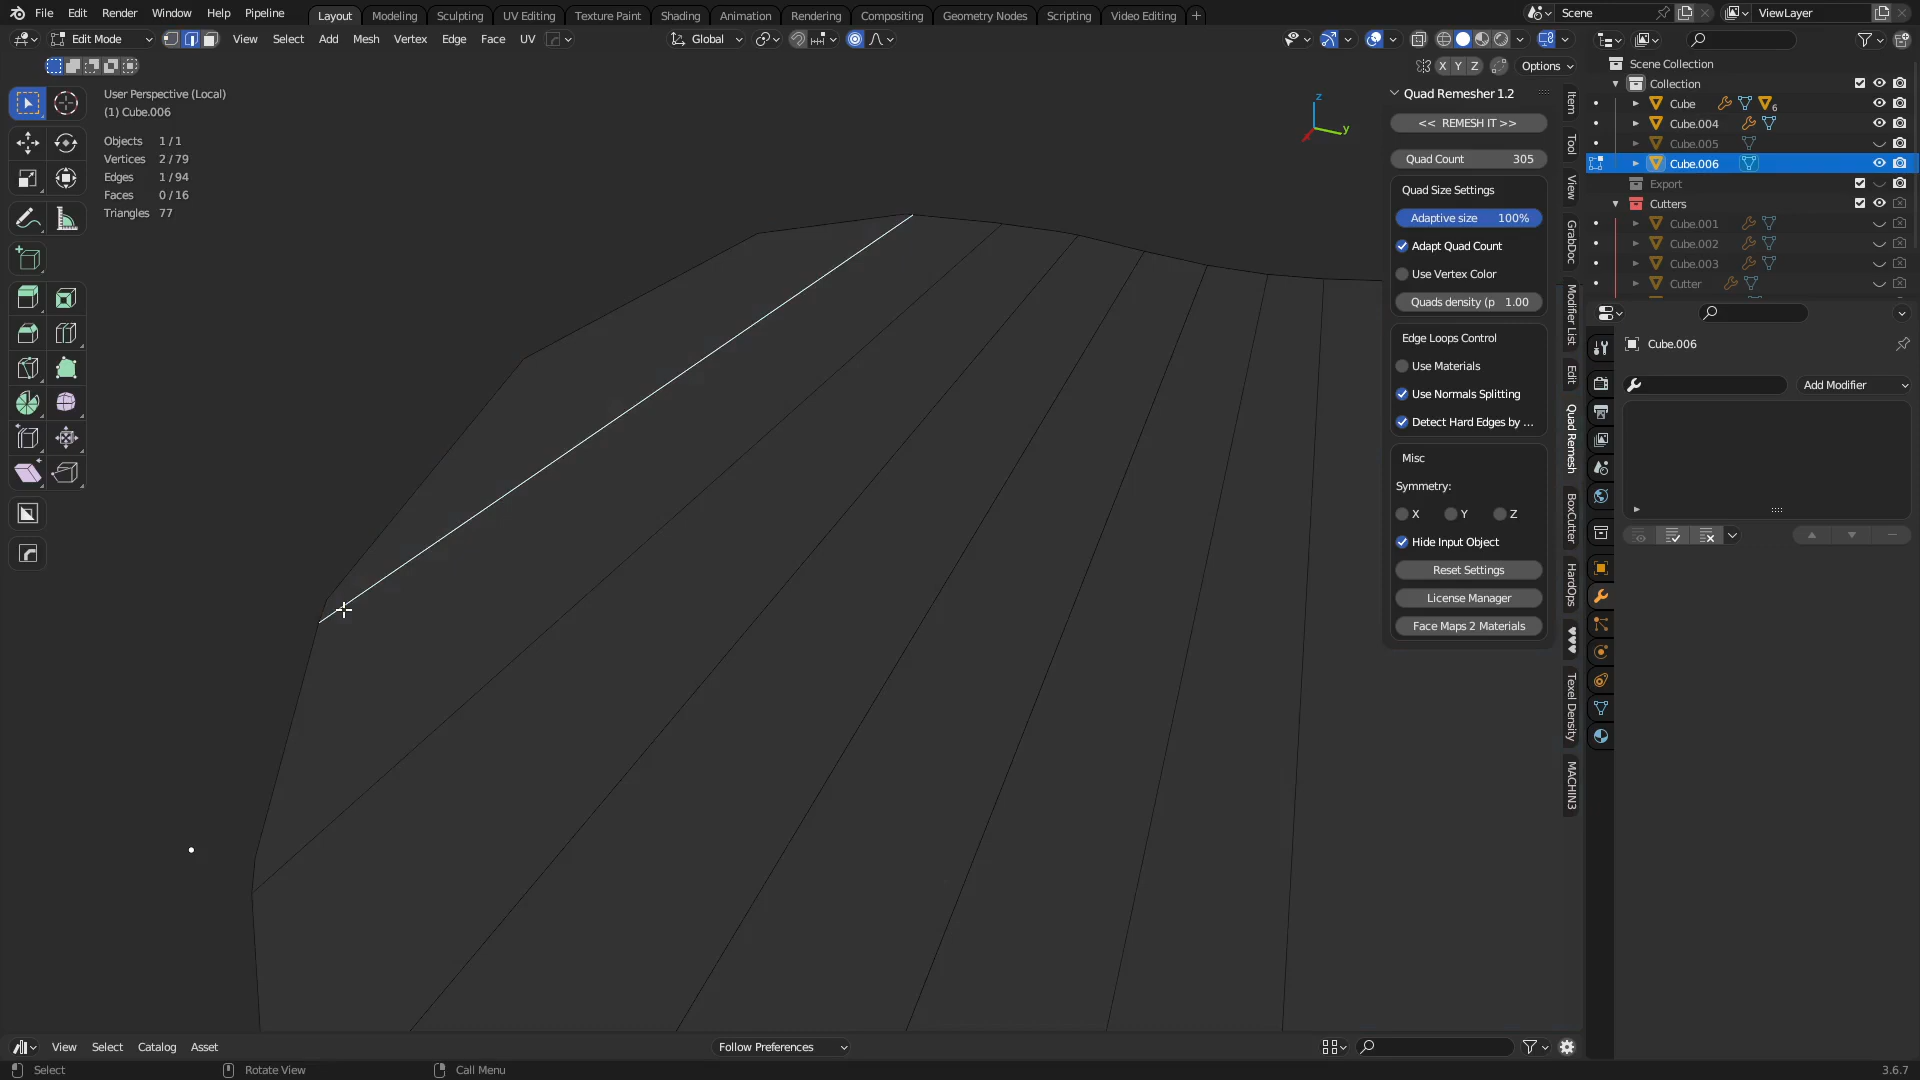 File Edit Render Window Help Pipeline Layout Modeling Sculpting UV Editing Texture Paint Shading Animation Rendering Compositing Geometry Nodes Scripting Video Editing + Scene ViewLayer
Edit Mode View Select Add Mesh Vertex Edge Face UV Global
X Y Z Options
User Perspective (Local)
(1) Cube.006
Objects 1/1
Vertices 2/79
Edges 1/94
Faces 0/16
Triangles 77
z
y
Quad Remesher 1.2
<< REMESH IT >>
Quad Count 305
Quad Size Settings
Adaptive size 100%
Adapt Quad Count
Use Vertex Color
Quads density (p 1.00
Edge Loops Control
Use Materials
Use Normals Splitting
Detect Hard Edges by ...
Misc
Symmetry:
X Y Z
Hide Input Object
Reset Settings
License Manager
Face Maps 2 Materials
Item
Tool
View
GrabDoc
Modifier List
Edit
Quad Remesh
BoxCutter
HardOps
Texel Density
MACHIN3
Scene Collection
Collection
Cube 6
Cube.004
Cube.005
Cube.006
Export
Cutters
Cube.001
Cube.002
Cube.003
Cutter
Cube.006
Add Modifier
View Select Catalog Asset Follow Preferences
Select Rotate View Call Menu 3.6.7